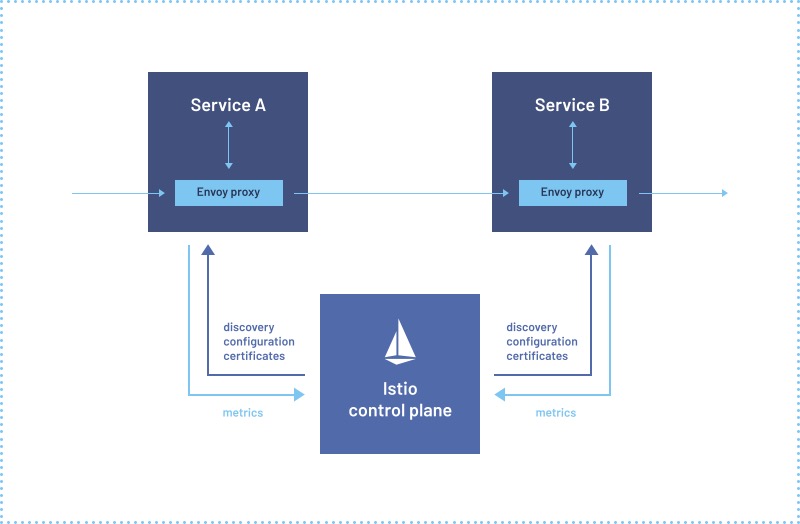 Service A
Service B
Envoy proxy
Envoy proxy
discovery
configuration
certificates
discovery
configuration
certificates
Istio
control plane
metrics
metrics